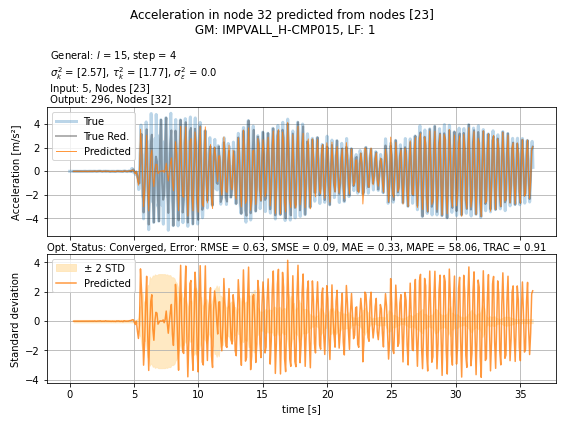 Acceleration in node 32 predicted from nodes [23]
GM: IMPVALL_H-CMP015, LF: 1
General: l = 15, step = 4
σ²ₖ = [2.57], τ²ₖ = [1.77], σ²ε = 0.0
Input: 5, Nodes [23]
Output: 296, Nodes [32]
Acceleration [m/s²]
4
2
0
−2
−4
True
True Red.
Predicted
Opt. Status: Converged, Error: RMSE = 0.63, SMSE = 0.09, MAE = 0.33, MAPE = 58.06, TRAC = 0.91
Standard deviation
4
2
0
−2
−4
± 2 STD
Predicted
0 5 10 15 20 25 30 35
time [s]